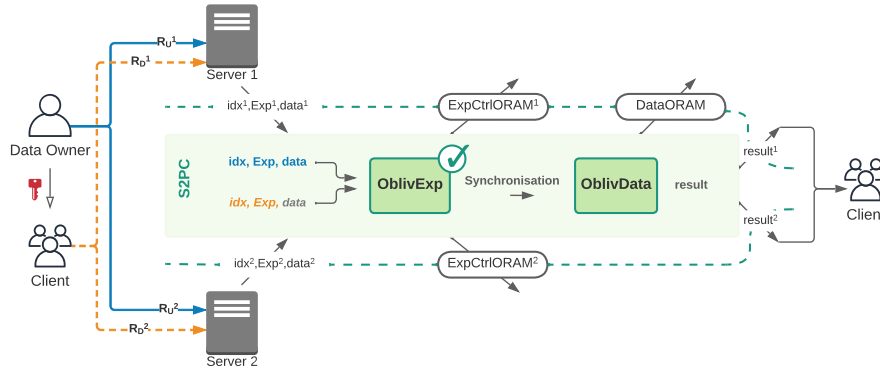 R_U^1
R_D^1
Server 1
idx^1,Exp^1,data^1
ExpCtrlORAM^1
DataORAM
Data Owner
S2PC
idx, Exp, data
idx, Exp, data
OblivExp
Synchronisation
OblivData
result
result^1
result^2
Client
Client
idx^2,Exp^2,data^2
ExpCtrlORAM^2
R_U^2
R_D^2
Server 2